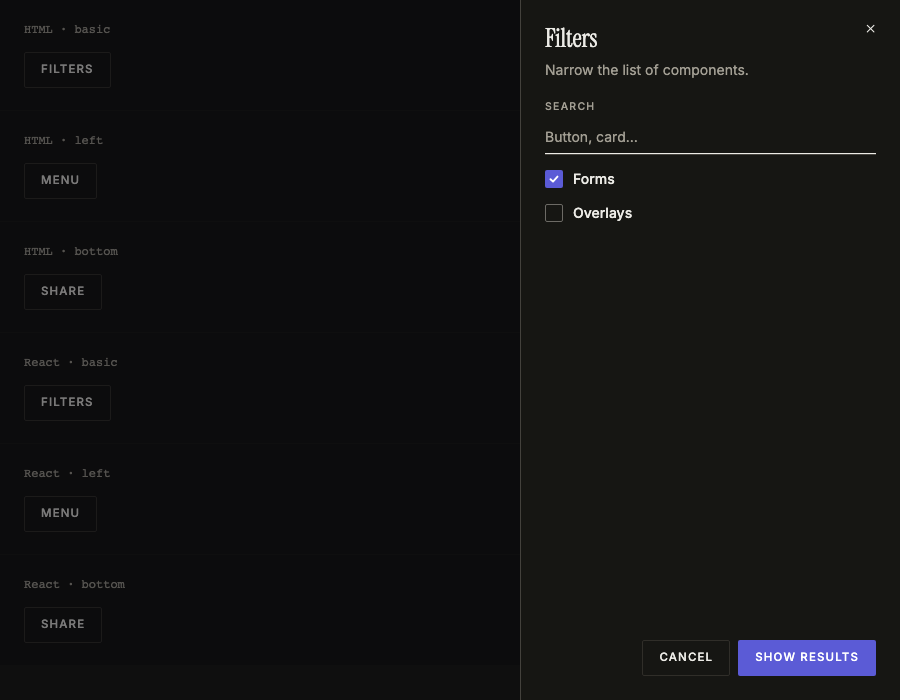 HTML · basic
FILTERS
HTML · left
MENU
HTML · bottom
SHARE
React · basic
FILTERS
React · left
MENU
React · bottom
SHARE
Filters
×
Narrow the list of components.
SEARCH
Button, card...
Forms
Overlays
CANCEL
SHOW RESULTS